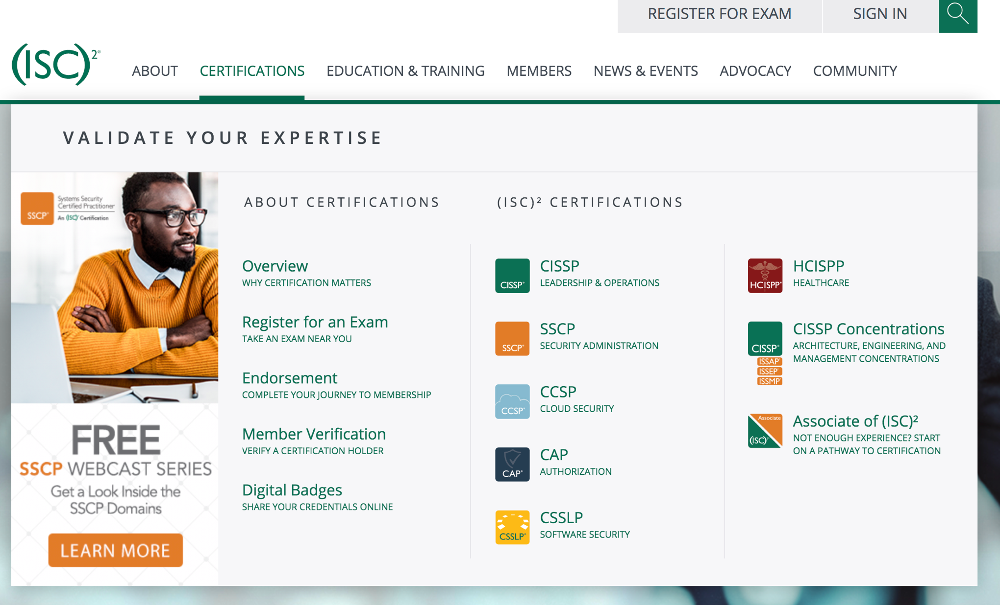 REGISTER FOR EXAM
SIGN IN
(ISC)²®
ABOUT
CERTIFICATIONS
EDUCATION & TRAINING
MEMBERS
NEWS & EVENTS
ADVOCACY
COMMUNITY
VALIDATE YOUR EXPERTISE
SSCP®
Systems Security
Certified Practitioner
An (ISC)² Certification
FREE
SSCP WEBCAST SERIES
Get a Look Inside the
SSCP Domains
LEARN MORE
ABOUT CERTIFICATIONS
Overview
WHY CERTIFICATION MATTERS
Register for an Exam
TAKE AN EXAM NEAR YOU
Endorsement
COMPLETE YOUR JOURNEY TO MEMBERSHIP
Member Verification
VERIFY A CERTIFICATION HOLDER
Digital Badges
SHARE YOUR CREDENTIALS ONLINE
(ISC)² CERTIFICATIONS
CISSP®
CISSP
LEADERSHIP & OPERATIONS
SSCP®
SSCP
SECURITY ADMINISTRATION
CCSP®
CCSP
CLOUD SECURITY
CAP®
CAP
AUTHORIZATION
CSSLP®
CSSLP
SOFTWARE SECURITY
HCISPP®
HCISPP
HEALTHCARE
CISSP®
ISSAP®
ISSEP®
ISSMP®
CISSP Concentrations
ARCHITECTURE, ENGINEERING, AND
MANAGEMENT CONCENTRATIONS
Associate
(ISC)²®
Associate of (ISC)²
NOT ENOUGH EXPERIENCE? START
ON A PATHWAY TO CERTIFICATION